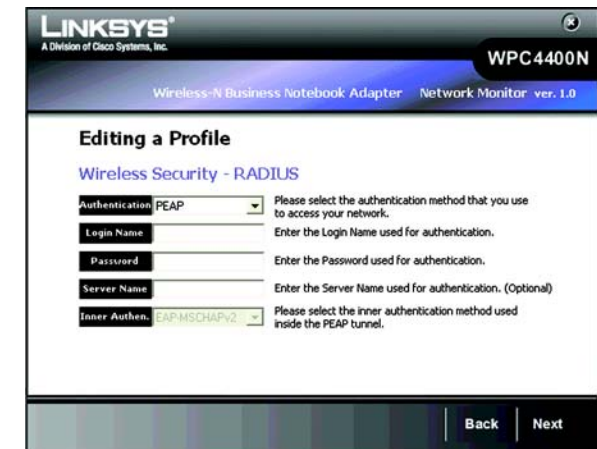 LINKSYS®
A Division of Cisco Systems, Inc.
WPC4400N
Wireless-N Business Notebook Adapter Network Monitor ver. 1.0
Editing a Profile
Wireless Security - RADIUS
Authentication PEAP Please select the authentication method that you use
to access your network.
Login Name Enter the Login Name used for authentication.
Password Enter the Password used for authentication.
Server Name Enter the Server Name used for authentication. (Optional)
Inner Authen. EAP-MSCHAPv2 Please select the inner authentication method used
inside the PEAP tunnel.
Back Next